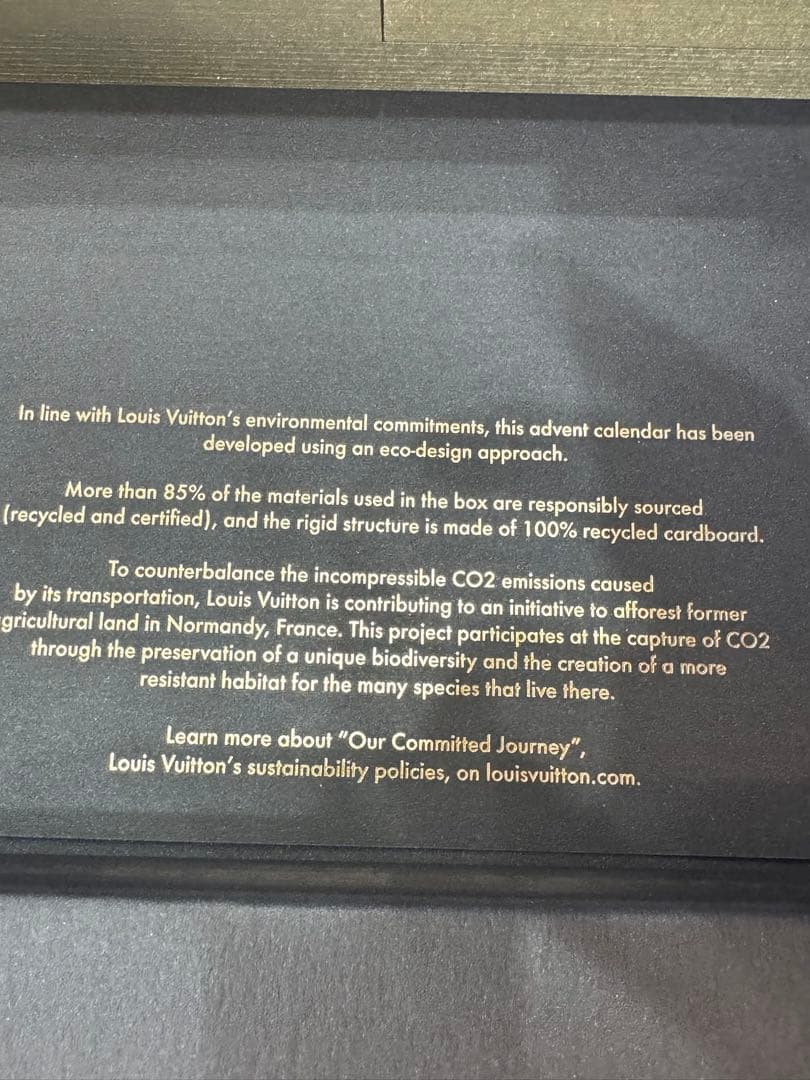 In line with Louis Vuitton's environmental commitments, this advent calendar has been
developed using an eco-design approach.
More than 85% of the materials used in the box are responsibly sourced
(recycled and certified), and the rigid structure is made of 100% recycled cardboard.
To counterbalance the incompressible CO2 emissions caused
by its transportation, Louis Vuitton is contributing to an initiative to afforest former
gricultural land in Normandy, France. This project participates at the capture of CO2
through the preservation of a unique biodiversity and the creation of a more
resistant habitat for the many species that live there.
Learn more about "Our Committed Journey",
Louis Vuitton's sustainability policies, on louisvuitton.com.